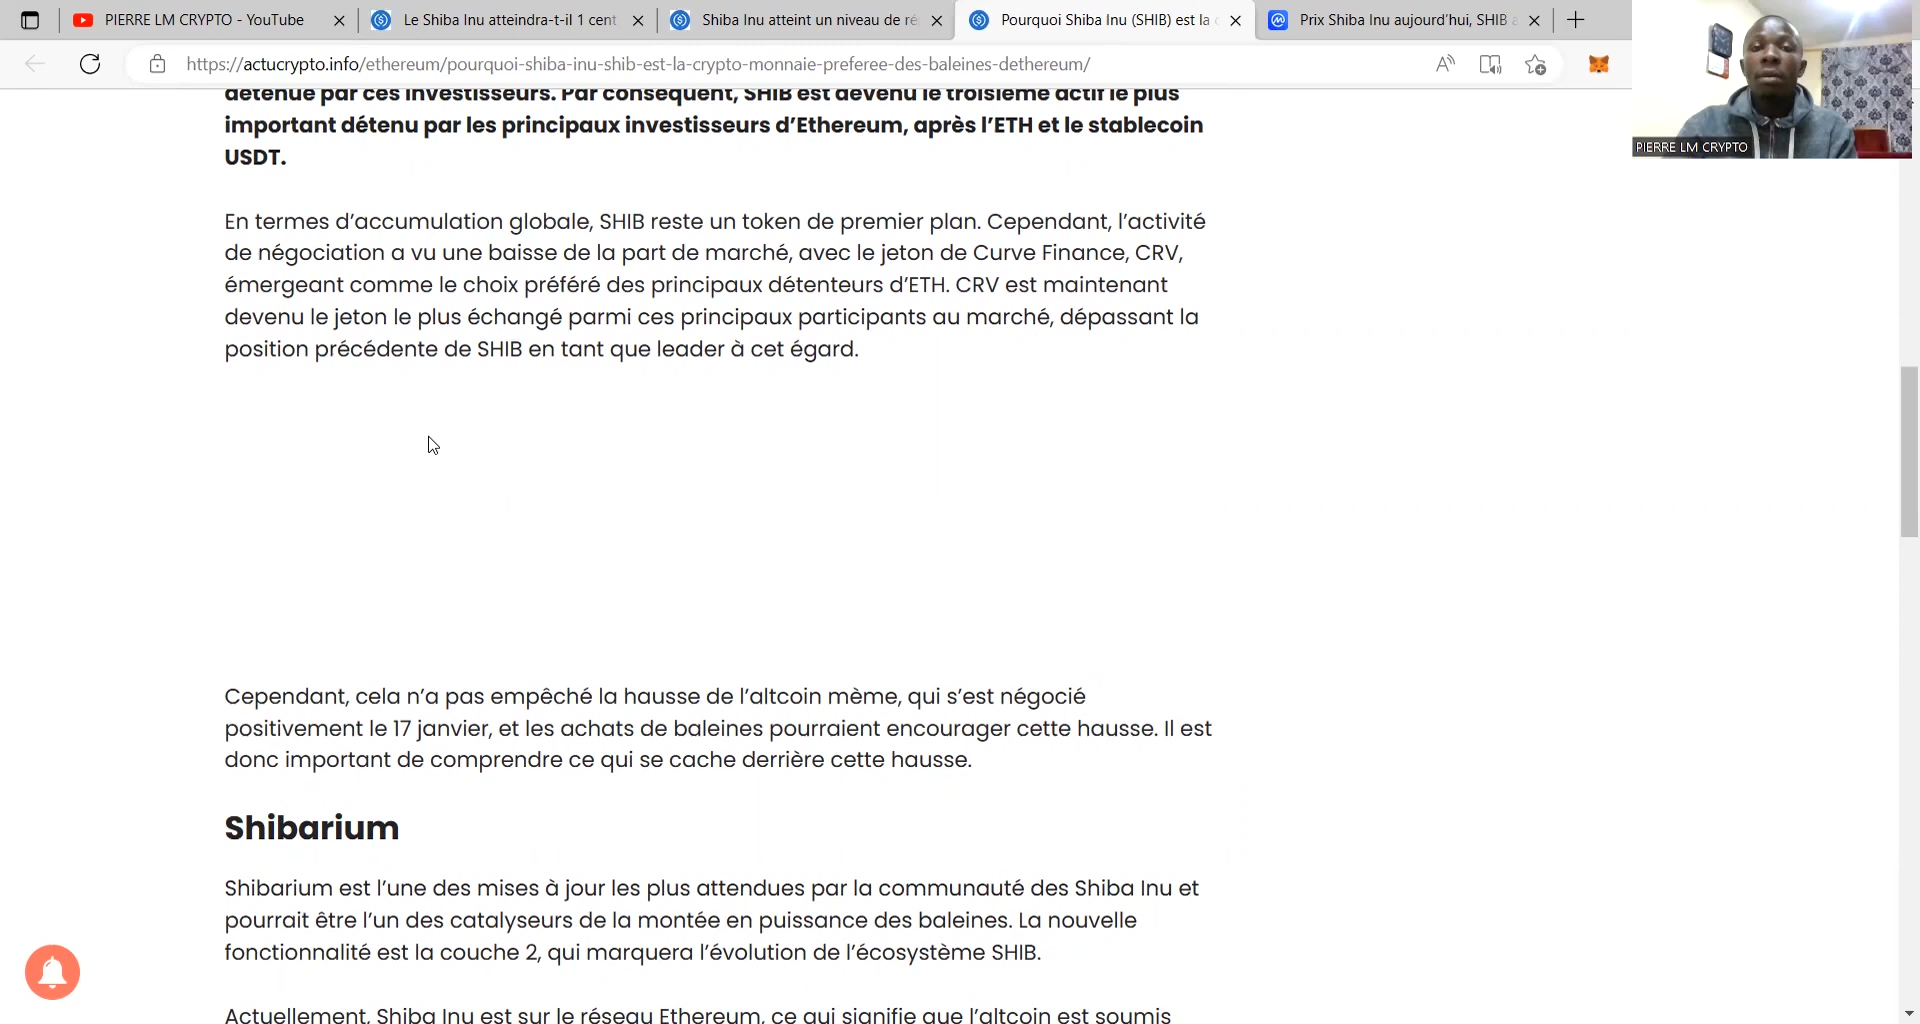 PIERRE LM CRYPTO - YouTube
Le Shiba Inu atteindra-t-il 1 cent
Shiba Inu atteint un niveau de ré
Pourquoi Shiba Inu (SHIB) est la c
Prix Shiba Inu aujourd'hui, SHIB a
https://actucrypto.info/ethereum/pourquoi-shiba-inu-shib-est-la-crypto-monnaie-preferee-des-baleines-dethereum/
PIERRE LM CRYPTO
détenue par ces investisseurs. Par conséquent, SHIB est devenu le troisième actif le plus
important détenu par les principaux investisseurs d’Ethereum, après l’ETH et le stablecoin
USDT.
En termes d’accumulation globale, SHIB reste un token de premier plan. Cependant, l’activité
de négociation a vu une baisse de la part de marché, avec le jeton de Curve Finance, CRV,
émergeant comme le choix préféré des principaux détenteurs d’ETH. CRV est maintenant
devenu le jeton le plus échangé parmi ces principaux participants au marché, dépassant la
position précédente de SHIB en tant que leader à cet égard.
Cependant, cela n’a pas empêché la hausse de l’altcoin mème, qui s’est négocié
positivement le 17 janvier, et les achats de baleines pourraient encourager cette hausse. Il est
donc important de comprendre ce qui se cache derrière cette hausse.
Shibarium
Shibarium est l’une des mises à jour les plus attendues par la communauté des Shiba Inu et
pourrait être l’un des catalyseurs de la montée en puissance des baleines. La nouvelle
fonctionnalité est la couche 2, qui marquera l’évolution de l’écosystème SHIB.
Actuellement, Shiba Inu est sur le réseau Ethereum, ce qui signifie que l’altcoin est soumis